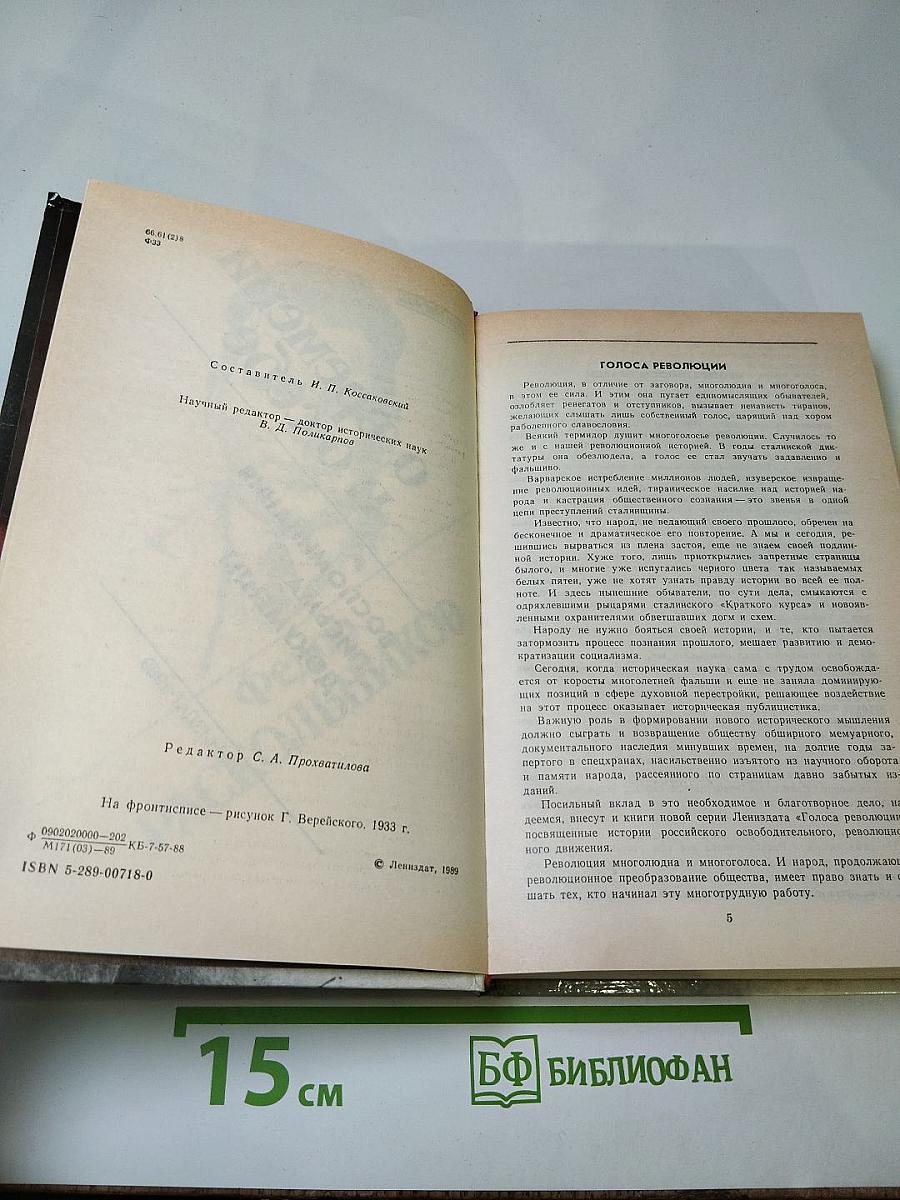 66.61(2)8
Ф33
Составитель И. П. Коссаковский
Научный редактор — доктор исторических наук
В. Д. Поликарпов
Редактор С. А. Прохватилова
На фронтисписе — рисунок Г. Верейского. 1933 г.
Ф 0902020000—202
М171(03)—89 КБ-7-57-88
ISBN 5-289-00718-0
© Лениздат, 1989
ГОЛОСА РЕВОЛЮЦИИ
Революция, в отличие от заговора, многолюдна и многоголоса,
в этом ее сила. И этим она пугает единомыслящих обывателей,
озлобляет ренегатов и отступников, вызывает ненависть тиранов,
желающих слышать лишь собственный голос, царящий над хором
раболепного славословия.
Всякий термидор душит многоголосье революции. Случилось то
же и с нашей революционной историей. В годы сталинской дик-
татуры она обезлюдела, а голос ее стал звучать задавленно и
фальшиво.
Варварское истребление миллионов людей, изуверское извраще-
ние революционных идей, тираническое насилие над историей на-
рода и кастрация общественного сознания — это звенья в одной
цепи преступлений сталинщины.
Известно, что народ, не ведающий своего прошлого, обречен на
бесконечное и драматическое его повторение. А мы и сегодня, ре-
шившись вырваться из плена застоя, еще не знаем своей подлин-
ной истории. Хуже того, лишь приоткрылись запретные страницы
былого, и многие уже испугались черного цвета так называемых
белых пятен, уже не хотят узнать правду истории во всей ее пол-
ноте. И здесь нынешние обыватели, по сути дела, смыкаются с
одряхлевшими рыцарями сталинского «Краткого курса» и новояв-
ленными охранителями обветшавших догм и схем.
Народу не нужно бояться своей истории, и те, кто пытается
затормозить процесс познания прошлого, мешает развитию и демо-
кратизации социализма.
Сегодня, когда историческая наука сама с трудом освобожда-
ется от коросты многолетней фальши и еще не заняла доминирую-
щих позиций в сфере духовной перестройки, решающее воздействие
на этот процесс оказывает историческая публицистика.
Важную роль в формировании нового исторического мышления
должно сыграть и возвращение обществу обширного мемуарного,
документального наследия минувших времен, на долгие годы за-
пертого в спецхранах, насильственно изъятого из научного оборота
и памяти народа, рассеянного по страницам давно забытых из-
даний.
Посильный вклад в это необходимое и благотворное дело, на
деемся, внесут и книги новой серии Лениздата «Голоса революции
посвященные истории российского освободительного, революцио
ного движения.
Революция многолюдна и многоголоса. И народ, продолжаю
революционное преобразование общества, имеет право знать и с
шать тех, кто начинал эту многотрудную работу.
5
15 см
БФ БИБЛИОФАН